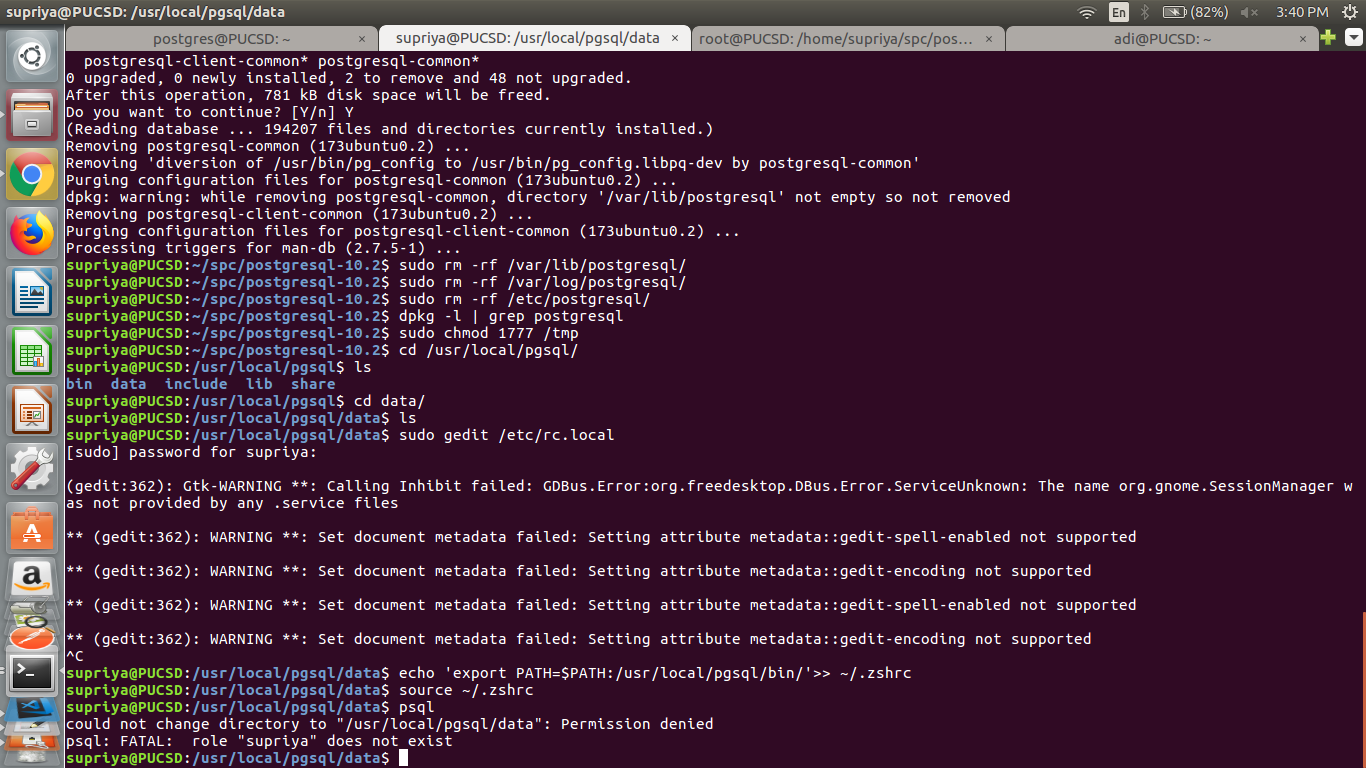 supriya@PUCSD: /usr/local/pgsql/data
En
(82%)
3:40 PM
postgres@PUCSD: ~ ×
supriya@PUCSD: /usr/local/pgsql/data ×
root@PUCSD: /home/supriya/spc/pos... ×
adi@PUCSD: ~ ×
postgresql-client-common* postgresql-common*
0 upgraded, 0 newly installed, 2 to remove and 48 not upgraded.
After this operation, 781 kB disk space will be freed.
Do you want to continue? [Y/n] Y
(Reading database ... 194207 files and directories currently installed.)
Removing postgresql-common (173ubuntu0.2) ...
Removing 'diversion of /usr/bin/pg_config to /usr/bin/pg_config.libpq-dev by postgresql-common'
Purging configuration files for postgresql-common (173ubuntu0.2) ...
dpkg: warning: while removing postgresql-common, directory '/var/lib/postgresql' not empty so not removed
Removing postgresql-client-common (173ubuntu0.2) ...
Purging configuration files for postgresql-client-common (173ubuntu0.2) ...
Processing triggers for man-db (2.7.5-1) ...
supriya@PUCSD:~/spc/postgresql-10.2$ sudo rm -rf /var/lib/postgresql/
supriya@PUCSD:~/spc/postgresql-10.2$ sudo rm -rf /var/log/postgresql/
supriya@PUCSD:~/spc/postgresql-10.2$ sudo rm -rf /etc/postgresql/
supriya@PUCSD:~/spc/postgresql-10.2$ dpkg -l | grep postgresql
supriya@PUCSD:~/spc/postgresql-10.2$ sudo chmod 1777 /tmp
supriya@PUCSD:~/spc/postgresql-10.2$ cd /usr/local/pgsql/
supriya@PUCSD:/usr/local/pgsql$ ls
bin data include lib share
supriya@PUCSD:/usr/local/pgsql$ cd data/
supriya@PUCSD:/usr/local/pgsql/data$ ls
supriya@PUCSD:/usr/local/pgsql/data$ sudo gedit /etc/rc.local
[sudo] password for supriya:
(gedit:362): Gtk-WARNING **: Calling Inhibit failed: GDBus.Error:org.freedesktop.DBus.Error.ServiceUnknown: The name org.gnome.SessionManager w
as not provided by any .service files
** (gedit:362): WARNING **: Set document metadata failed: Setting attribute metadata::gedit-spell-enabled not supported
** (gedit:362): WARNING **: Set document metadata failed: Setting attribute metadata::gedit-encoding not supported
** (gedit:362): WARNING **: Set document metadata failed: Setting attribute metadata::gedit-spell-enabled not supported
** (gedit:362): WARNING **: Set document metadata failed: Setting attribute metadata::gedit-encoding not supported
^C
supriya@PUCSD:/usr/local/pgsql/data$ echo 'export PATH=$PATH:/usr/local/pgsql/bin/'>> ~/.zshrc
supriya@PUCSD:/usr/local/pgsql/data$ source ~/.zshrc
supriya@PUCSD:/usr/local/pgsql/data$ psql
could not change directory to "/usr/local/pgsql/data": Permission denied
psql: FATAL:  role "supriya" does not exist
supriya@PUCSD:/usr/local/pgsql/data$